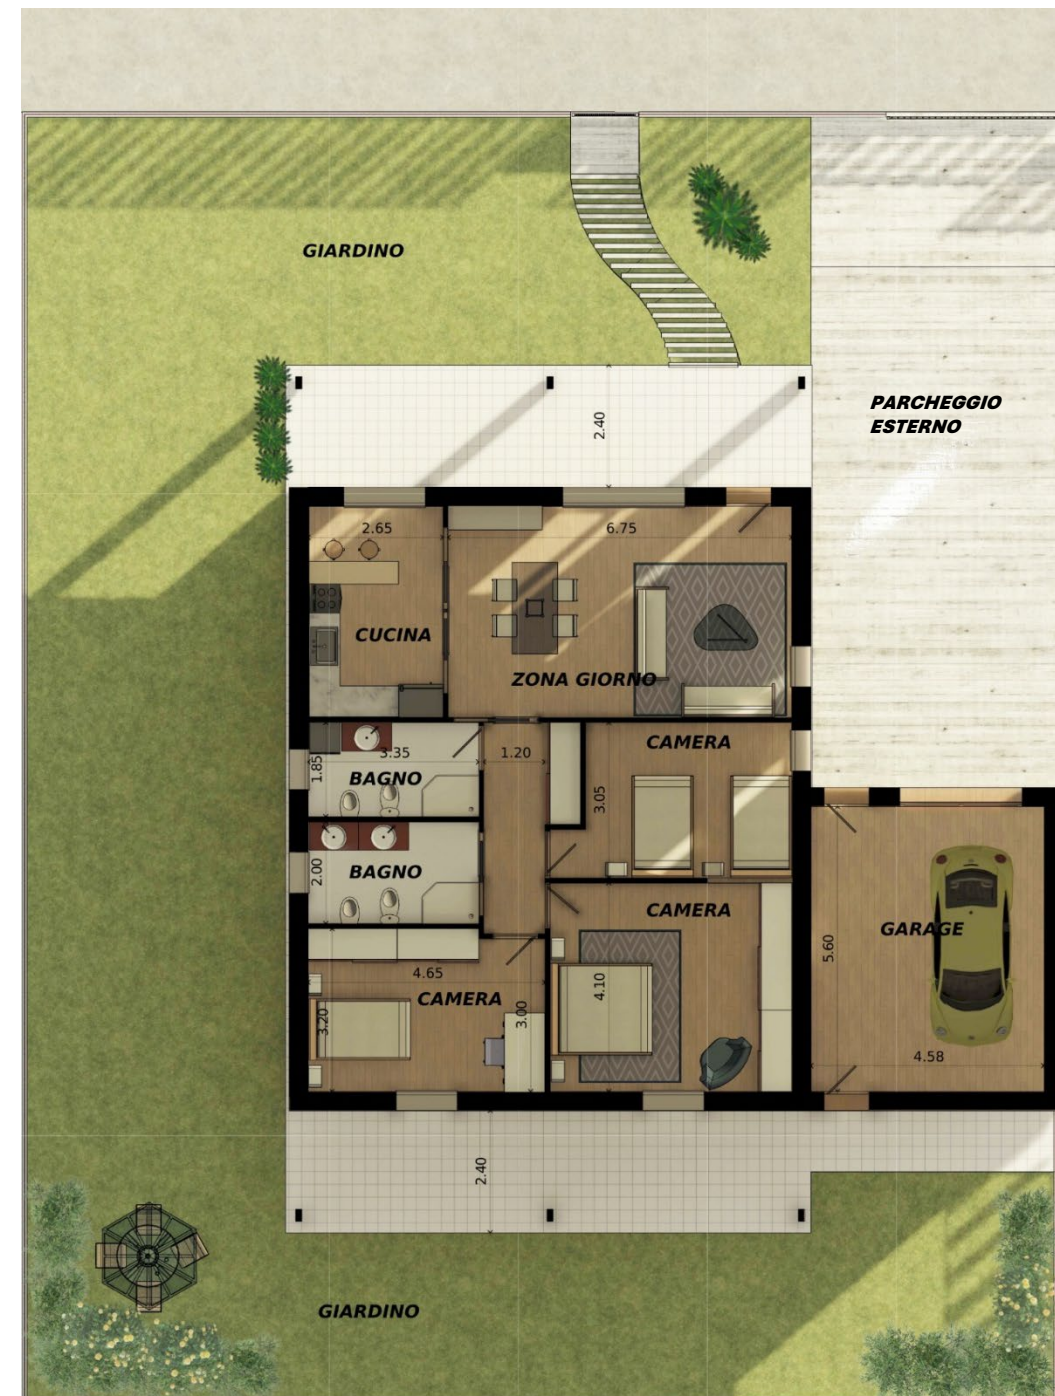 GIARDINO
PARCHEGGIO
ESTERNO
2.40
2.65
6.75
CUCINA
ZONA GIORNO
CAMERA
3.35
1.20
1.85
BAGNO
3.05
2.00
BAGNO
CAMERA
GARAGE
5.60
4.65
4.10
CAMERA
3.20
3.00
4.58
2.40
GIARDINO